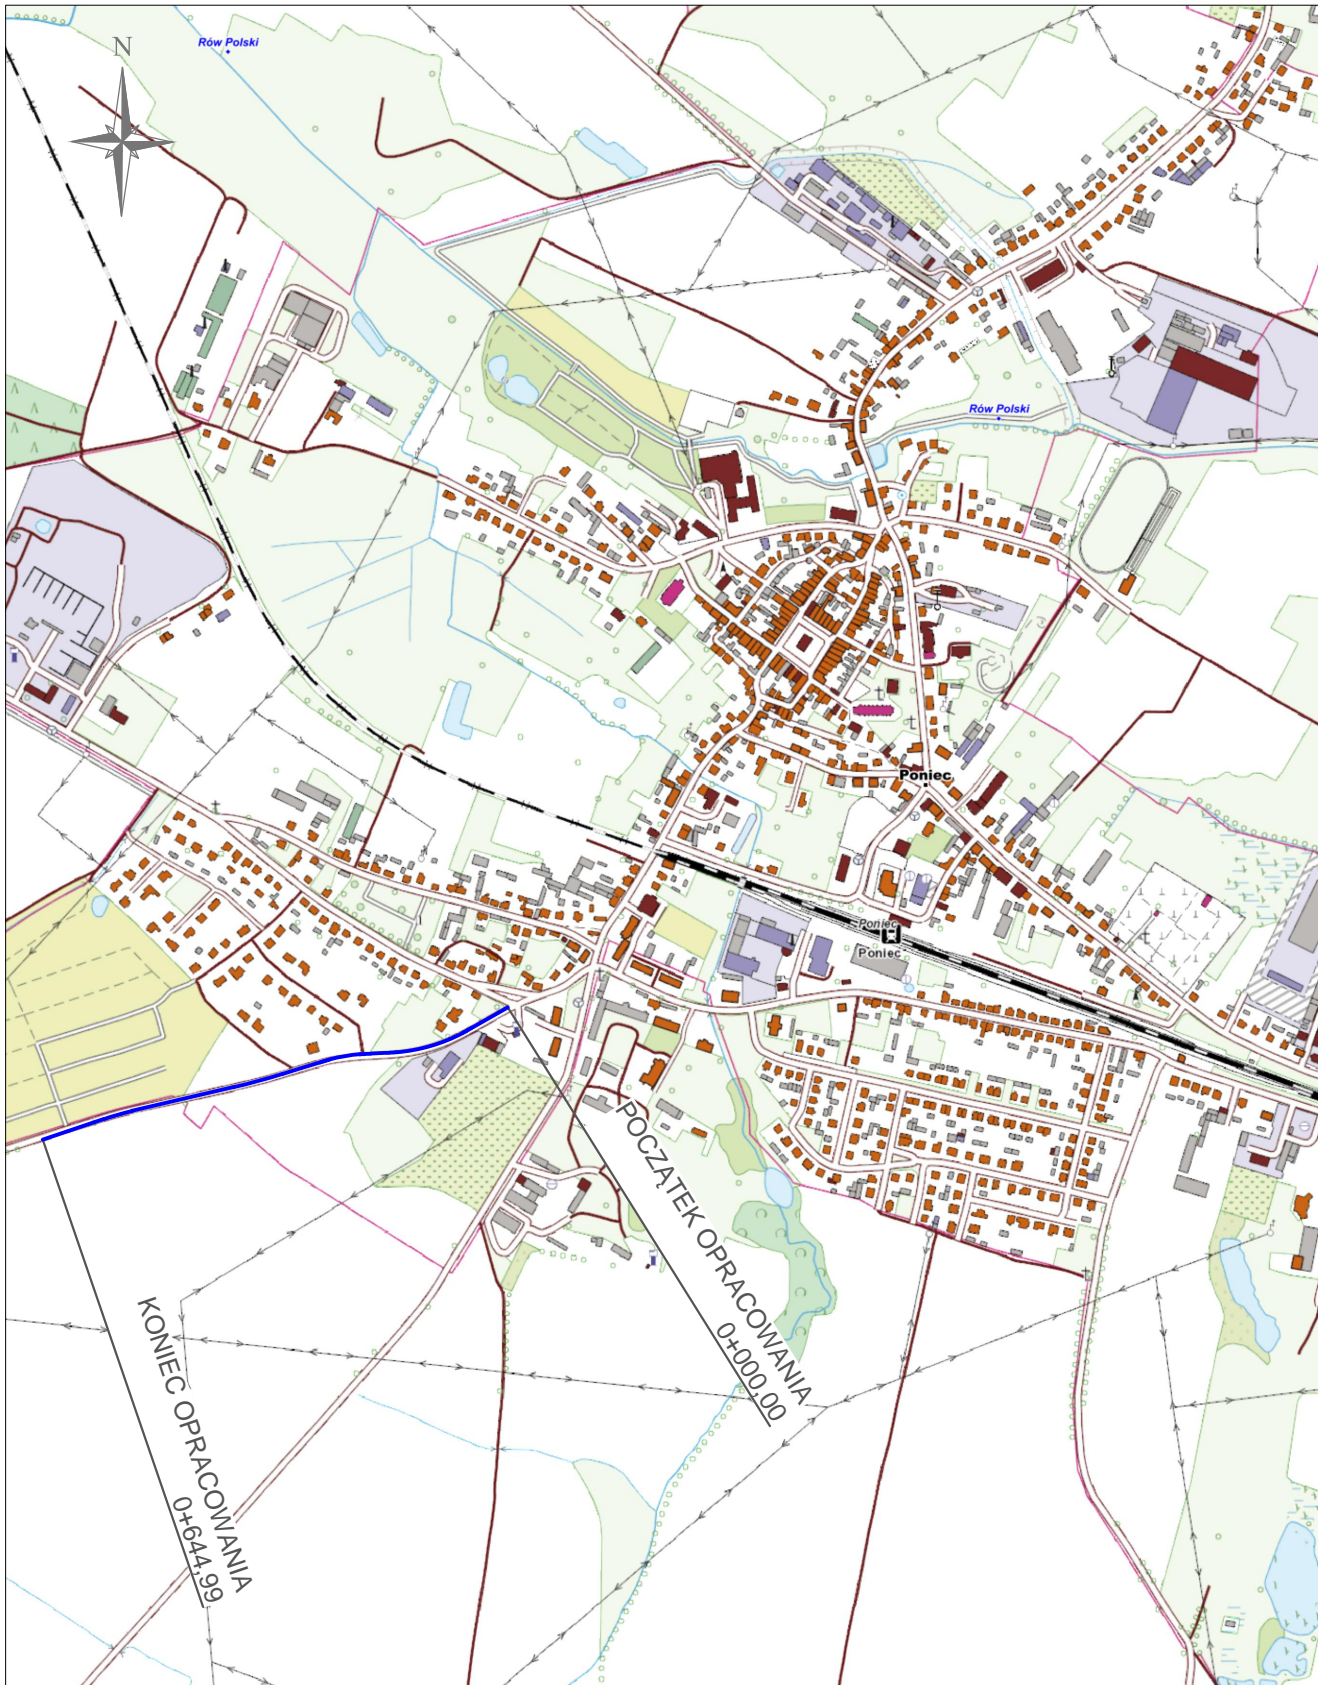 Rów Polski
N
Rów Polski
Poniec
Poniec
Poniec
POCZĄTEK OPRACOWANIA
0+000,00
KONIEC OPRACOWANIA
0+644,99